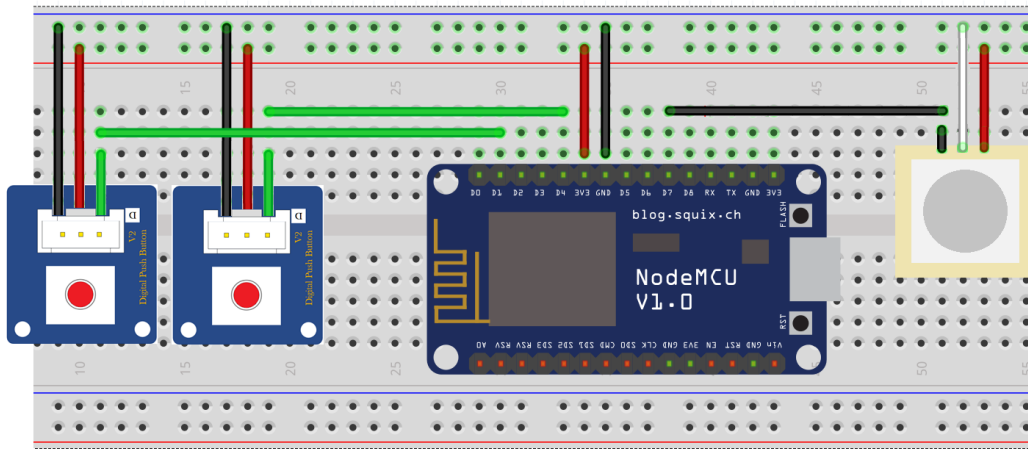 15 20 25 30 40 45 50 55
D0 D1 D2 D3 D4 3V3 GND D5 D6 D7 D8 RX TX GND 3V3
blog.squix.ch
FLASH
D
V2
Digital Push Button
D
V2
Digital Push Button
NodeMCU
V1.0
RST
A0 RSV RSV SD3 SD2 SD1 CMD SD0 CLK GND 3V3 EN RST GND Vin
10 15 20 25 45 50 55